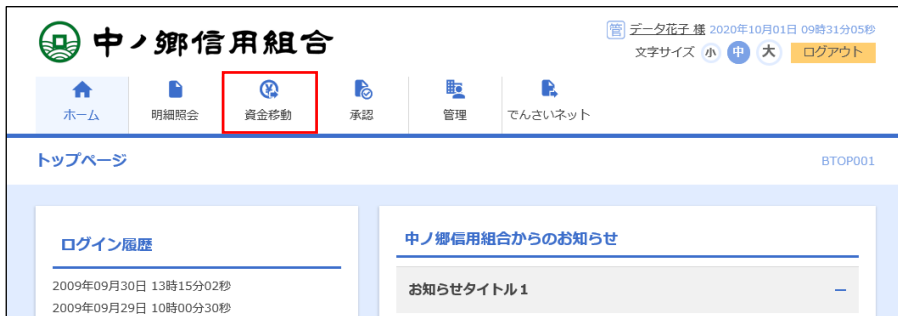 中ノ郷信用組合
管 データ花子 様 2020年10月01日 09時31分05秒
文字サイズ 小 中 大 ログアウト
ホーム 明細照会 資金移動 承認 管理 でんさいネット
トップページ BTOP001
ログイン履歴
2009年09月30日 13時15分02秒
2009年09月29日 10時00分30秒
中ノ郷信用組合からのお知らせ
お知らせタイトル1